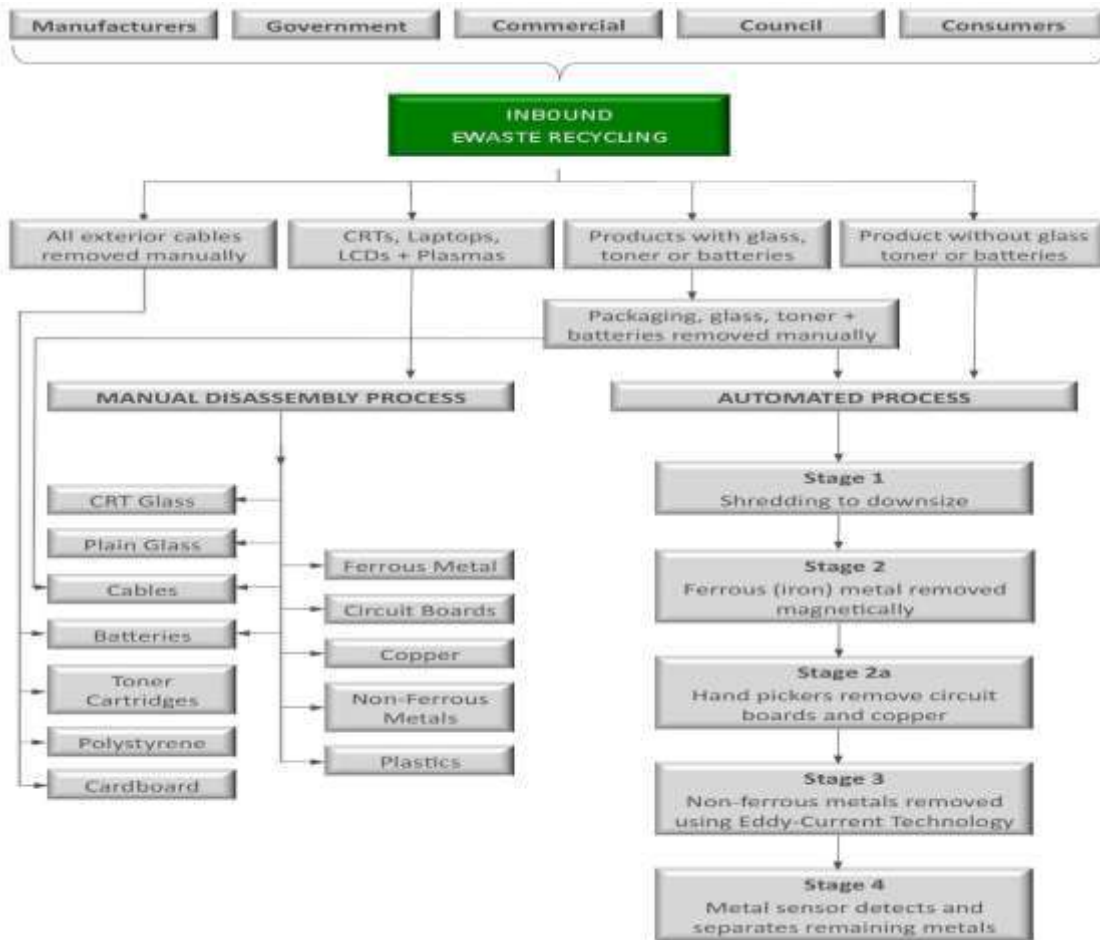 Manufacturers
Government
Commercial
Council
Consumers
INBOUND
EWASTE RECYCLING
All exterior cables
removed manually
CRTs, Laptops,
LCDs + Plasmas
Products with glass,
toner or batteries
Product without glass
toner or batteries
Packaging, glass, toner +
batteries removed manually
MANUAL DISASSEMBLY PROCESS
AUTOMATED PROCESS
CRT Glass
Plain Glass
Cables
Batteries
Toner
Cartridges
Polystyrene
Cardboard
Ferrous Metal
Circuit Boards
Copper
Non-Ferrous
Metals
Plastics
Stage 1
Shredding to downsize
Stage 2
Ferrous (iron) metal removed
magnetically
Stage 2a
Hand pickers remove circuit
boards and copper
Stage 3
Non-ferrous metals removed
using Eddy-Current Technology
Stage 4
Metal sensor detects and
separates remaining metals